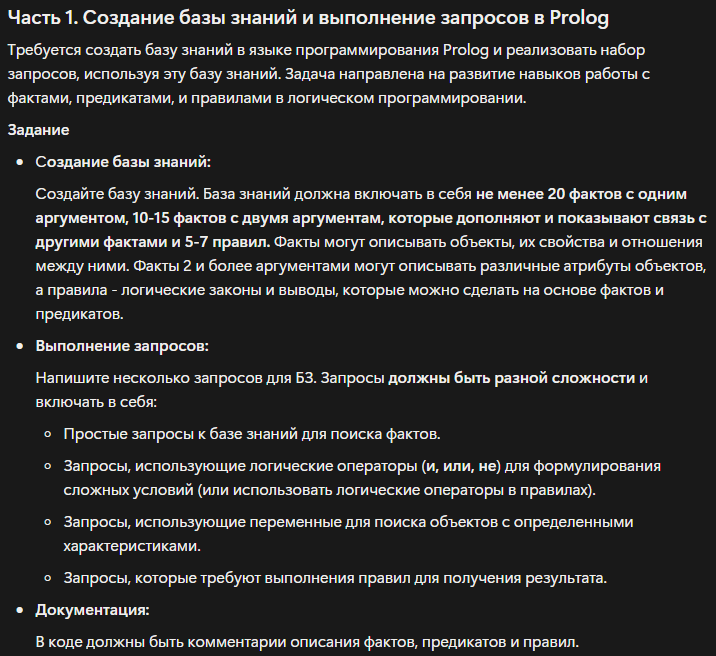 Часть 1. Создание базы знаний и выполнение запросов в Prolog
Требуется создать базу знаний в языке программирования Prolog и реализовать набор
запросов, используя эту базу знаний. Задача направлена на развитие навыков работы с
фактами, предикатами, и правилами в логическом программировании.
Задание
• Создание базы знаний:
Создайте базу знаний. База знаний должна включать в себя не менее 20 фактов с одним
аргументом, 10-15 фактов с двумя аргументам, которые дополняют и показывают связь с
другими фактами и 5-7 правил. Факты могут описывать объекты, их свойства и отношения
между ними. Факты 2 и более аргументами могут описывать различные атрибуты объектов,
а правила - логические законы и выводы, которые можно сделать на основе фактов и
предикатов.
• Выполнение запросов:
Напишите несколько запросов для БЗ. Запросы должны быть разной сложности и
включать в себя:
◦ Простые запросы к базе знаний для поиска фактов.
◦ Запросы, использующие логические операторы (и, или, не) для формулирования
сложных условий (или использовать логические операторы в правилах).
◦ Запросы, использующие переменные для поиска объектов с определенными
характеристиками.
◦ Запросы, которые требуют выполнения правил для получения результата.
• Документация:
В коде должны быть комментарии описания фактов, предикатов и правил.